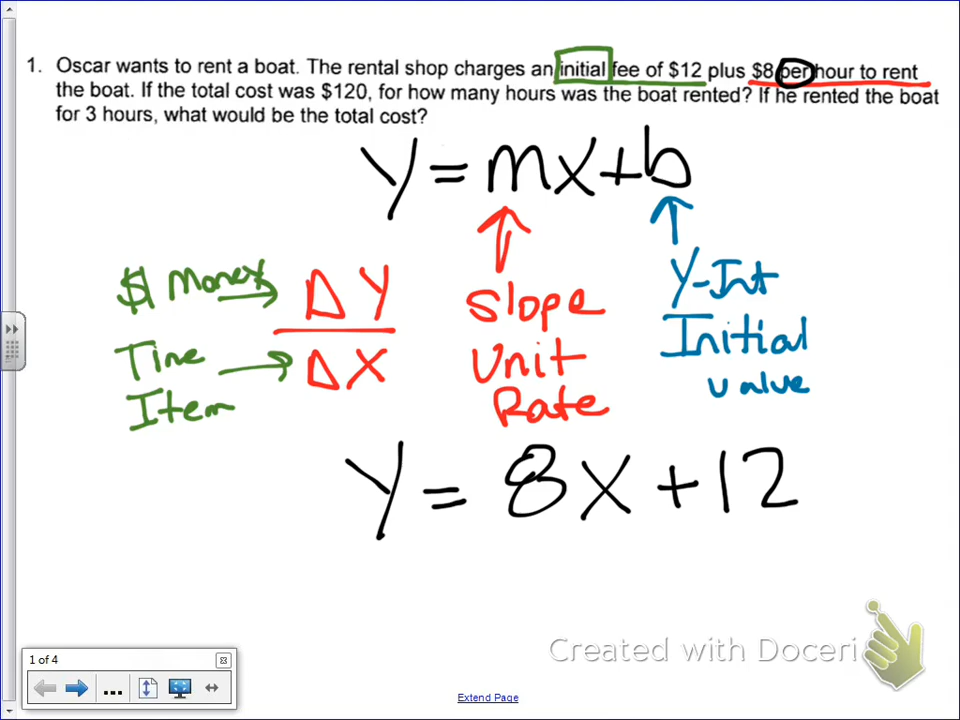 1. Oscar wants to rent a boat. The rental shop charges an initial fee of $12 plus $8 per hour to rent
the boat. If the total cost was $120, for how many hours was the boat rented? If he rented the boat
for 3 hours, what would be the total cost?
y = mx + b
$ Money
Δ Y
Time
Δ X
Item
Slope
Unit
Rate
Y-Int
Initial
value
y = 8x + 12
Created with Doceri
1 of 4
...
Extend Page